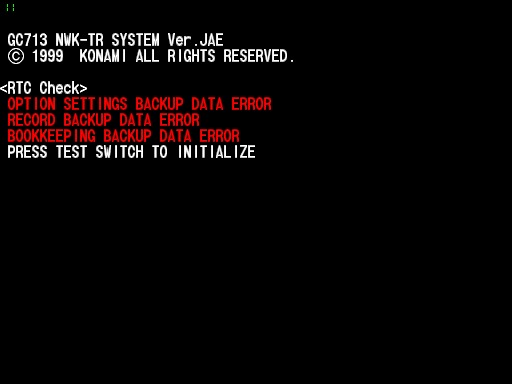 GC713 NWK-TR SYSTEM Ver.JAE
© 1999 KONAMI ALL RIGHTS RESERVED.
<RTC Check>
OPTION SETTINGS BACKUP DATA ERROR
RECORD BACKUP DATA ERROR
BOOKKEEPING BACKUP DATA ERROR
PRESS TEST SWITCH TO INITIALIZE